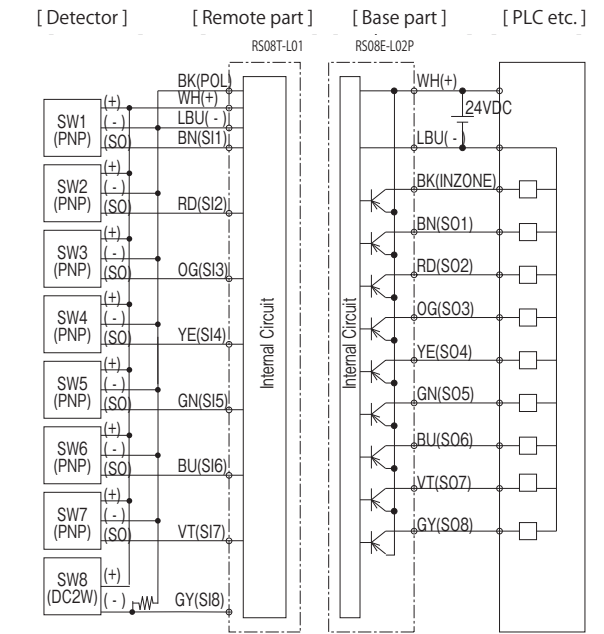 [ Detector ] [ Remote part ] [ Base part ] [ PLC etc. ]
RS08T-L01 RS08E-L02P
BK(POL)
WH(+)
LBU( - )
BN(SI1)
SW1
(PNP)
(+)
( - )
(SO)
SW2
(PNP)
(+)
( - )
(SO)
RD(SI2)
SW3
(PNP)
(+)
( - )
(SO)
OG(SI3)
SW4
(PNP)
(+)
( - )
(SO)
YE(SI4)
SW5
(PNP)
(+)
( - )
(SO)
GN(SI5)
SW6
(PNP)
(+)
( - )
(SO)
BU(SI6)
SW7
(PNP)
(+)
( - )
(SO)
VT(SI7)
SW8
(DC2W)
(+)
( - )
GY(SI8)
Internal Circuit
Internal Circuit
WH(+)
24VDC
LBU( - )
BK(INZONE)
BN(SO1)
RD(SO2)
OG(SO3)
YE(SO4)
GN(SO5)
BU(SO6)
VT(SO7)
GY(SO8)